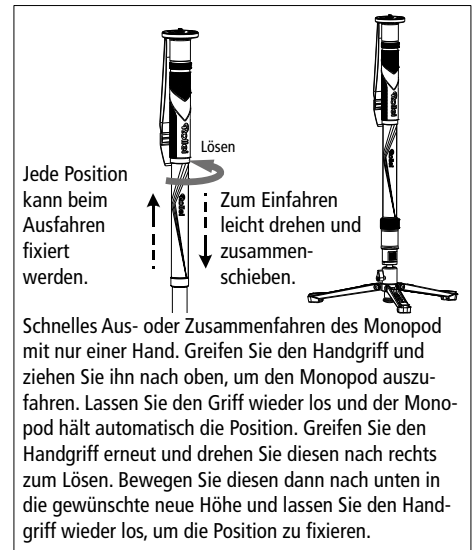 Rollei
Rollei
Rollei
Rollei
Lösen
Jede Position
kann beim
Ausfahren
fixiert
werden.
Zum Einfahren
leicht drehen und
zusammen-
schieben.
Schnelles Aus- oder Zusammenfahren des Monopod
mit nur einer Hand. Greifen Sie den Handgriff und
ziehen Sie ihn nach oben, um den Monopod auszu-
fahren. Lassen Sie den Griff wieder los und der Mono-
pod hält automatisch die Position. Greifen Sie den
Handgriff erneut und drehen Sie diesen nach rechts
zum Lösen. Bewegen Sie diesen dann nach unten in
die gewünschte neue Höhe und lassen Sie den Hand-
griff wieder los, um die Position zu fixieren.